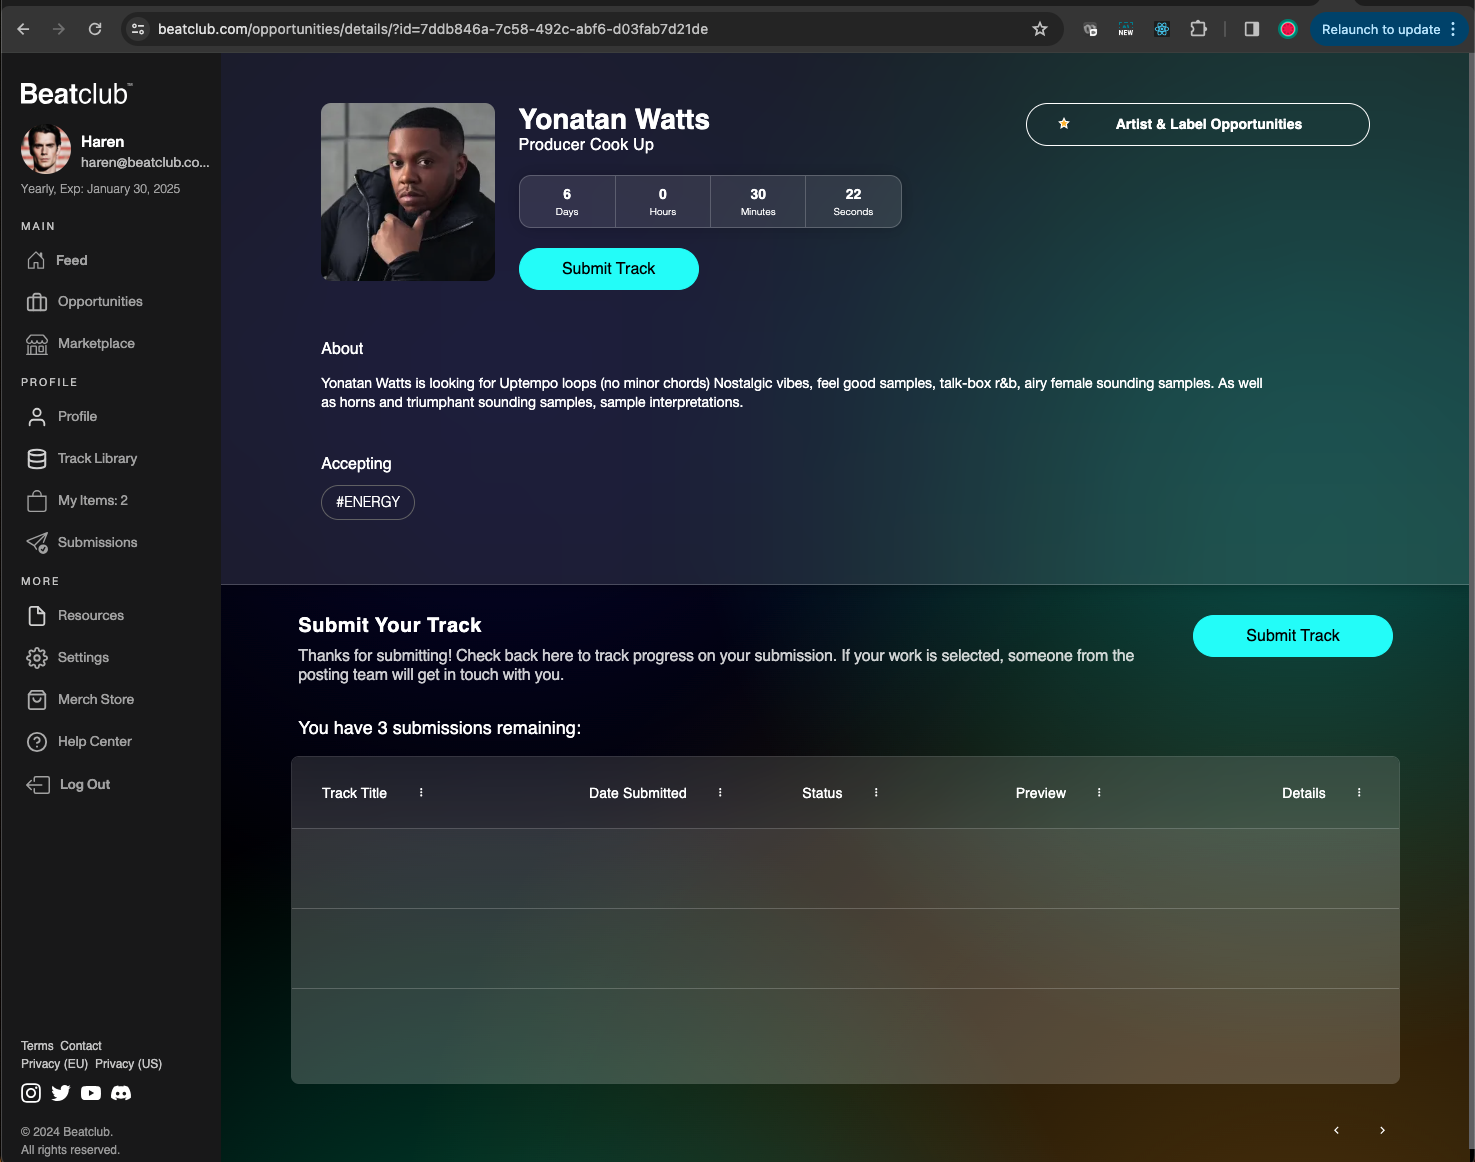 beatclub.com/opportunities/details/?id=7ddb846a-7c58-492c-abf6-d03fab7d21de
NEW
Relaunch to update
Beatclub™
Haren
haren@beatclub.co...
Yearly, Exp: January 30, 2025
MAIN
Feed
Opportunities
Marketplace
PROFILE
Profile
Track Library
My Items: 2
Submissions
MORE
Resources
Settings
Merch Store
Help Center
Log Out
Terms Contact
Privacy (EU) Privacy (US)
© 2024 Beatclub.
All rights reserved.
Yonatan Watts
Producer Cook Up
Artist & Label Opportunities
6 0 30 22
Days Hours Minutes Seconds
Submit Track
About
Yonatan Watts is looking for Uptempo loops (no minor chords) Nostalgic vibes, feel good samples, talk-box r&b, airy female sounding samples. As well
as horns and triumphant sounding samples, sample interpretations.
Accepting
#ENERGY
Submit Your Track
Thanks for submitting! Check back here to track progress on your submission. If your work is selected, someone from the
posting team will get in touch with you.
Submit Track
You have 3 submissions remaining:
Track Title Date Submitted Status Preview Details